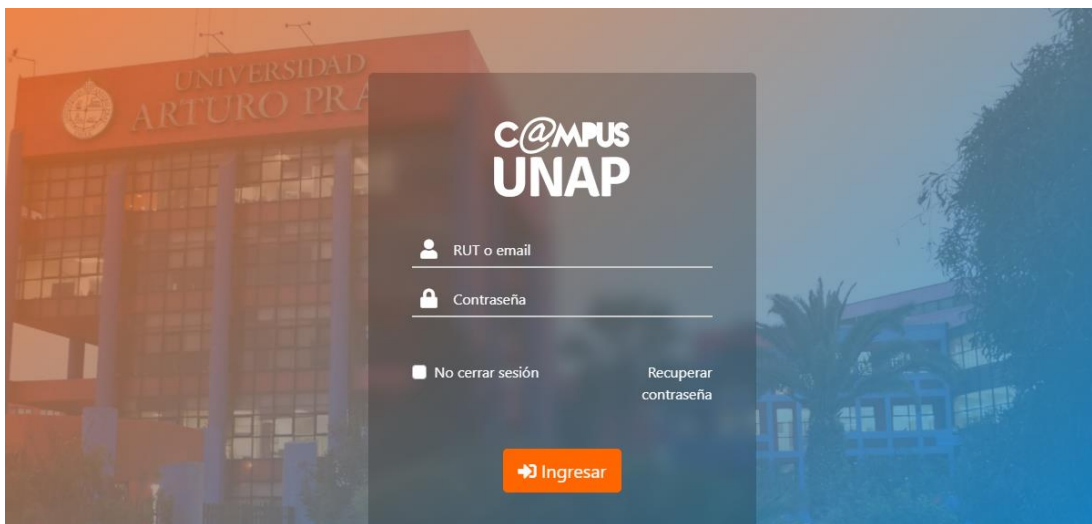 UNIVERSIDAD
ARTURO PRA
C@MPUS
UNAP
RUT o email
Contraseña
No cerrar sesión
Recuperar
contraseña
Ingresar